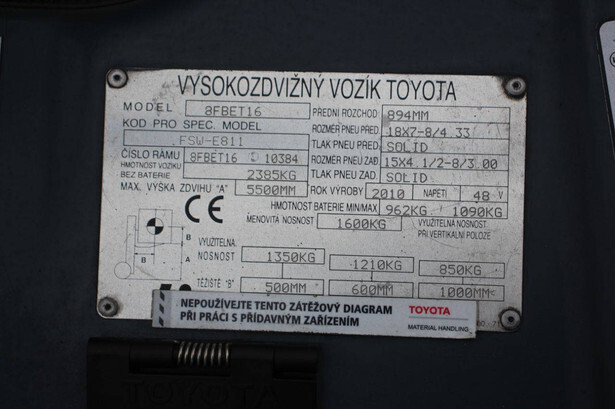 VYSOKOZDVIŽNÝ VOZÍK TOYOTA
MODEL 8FBET16 PŘEDNÍ ROZCHOD 894MM
KOD PRO SPEC. MODEL ROZMĚR PNEU PŘED. 18X7-8/4.33
FSW-E811 TLAK PNEU PŘED. SOLID
ČÍSLO RÁMU 8FBET16 10384 ROZMĚR PNEU ZAD. 15X4.1/2-8/3.00
HMOTNOST VOZÍKU
BEZ BATERIE 2385KG TLAK PNEU ZAD. SOLID
MAX. VÝŠKA ZDVIHU "A" 5500MM ROK VÝROBY 2010 NAPĚTÍ 48 V
HMOTNOST BATERIE MIN/MAX 962KG 1090KG
CE MENOVITÁ NOSNOST 1600KG VYUŽITELNÁ NOSNOST
PŘI VERTIKÁLNÍ POLOZE
B
A
B
VYUŽITELNÁ
NOSNOST 1350KG 1210KG 850KG
TĚŽIŠTĚ "B" 500MM 600MM 1000MM
NEPOUŽÍVEJTE TENTO ZÁTĚŽOVÝ DIAGRAM
PŘI PRÁCI S PŘÍDAVNÝM ZAŘÍZENÍM
TOYOTA
MATERIAL HANDLING
TOYOTA